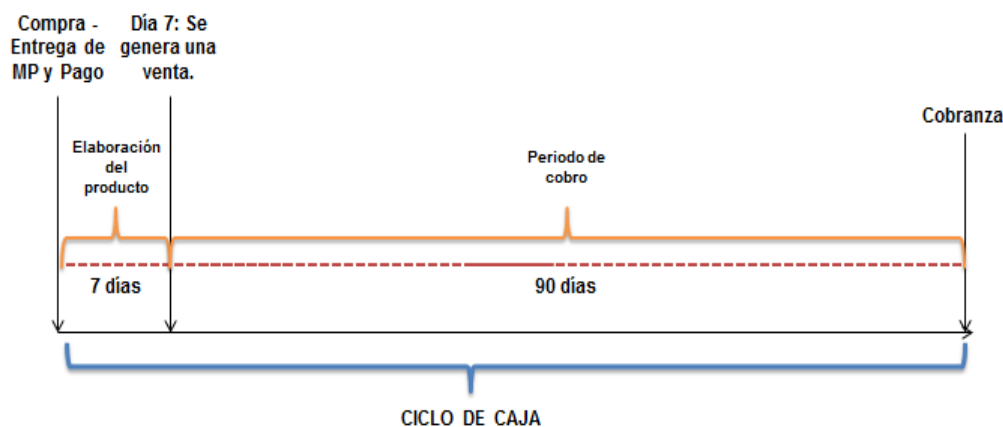 Compra -
Entrega de
MP y Pago
Día 7: Se
genera una
venta.
Cobranza
Elaboración
del
producto
Periodo de
cobro
7 días
90 días
CICLO DE CAJA